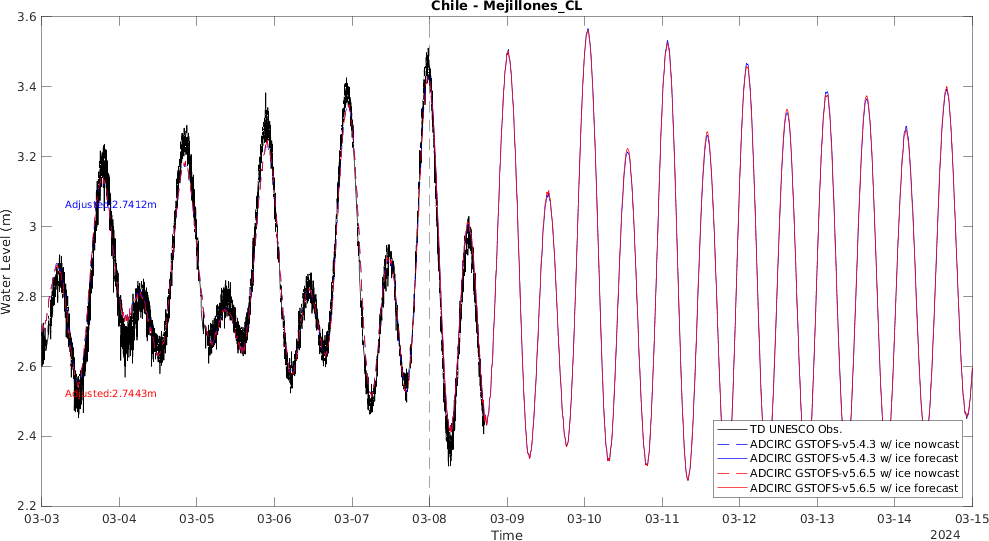 Chile - Mejillones_CL
3.6
3.4
3.2
3
2.8
2.6
2.4
2.2
Water Level (m)
Adjusted:2.7412m
Adjusted:2.7443m
TD UNESCO Obs.
ADCIRC GSTOFS-v5.4.3 w/ ice nowcast
ADCIRC GSTOFS-v5.4.3 w/ ice forecast
ADCIRC GSTOFS-v5.6.5 w/ ice nowcast
ADCIRC GSTOFS-v5.6.5 w/ ice forecast
03-03 03-04 03-05 03-06 03-07 03-08 03-09 03-10 03-11 03-12 03-13 03-14 03-15
Time
2024